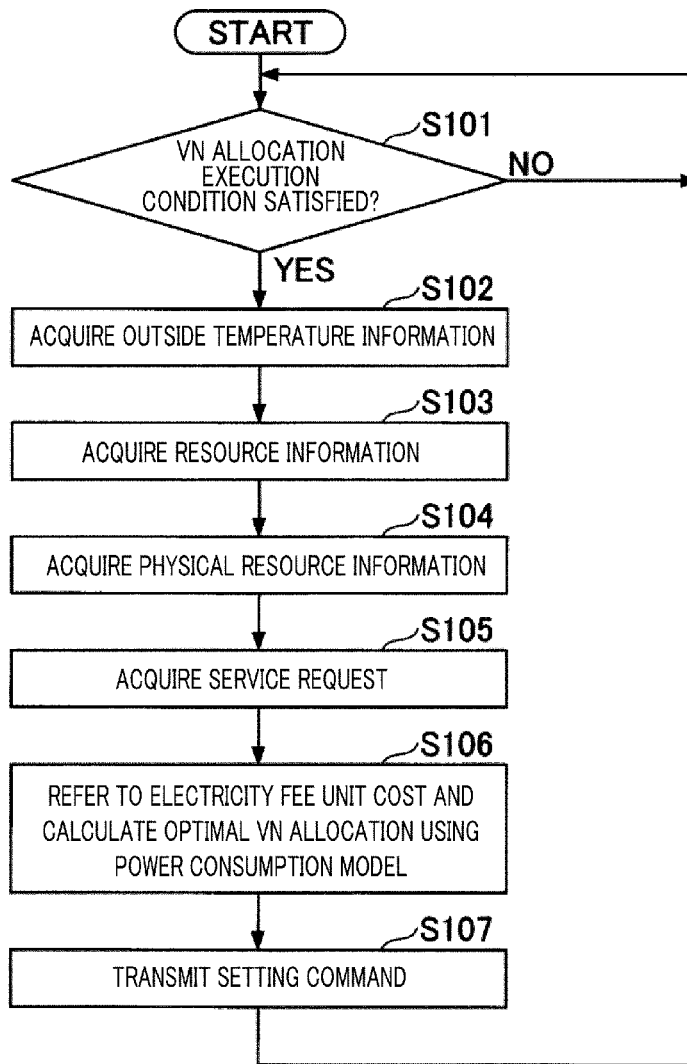 START
S101
VN ALLOCATION
EXECUTION
CONDITION SATISFIED?
NO
YES
S102
ACQUIRE OUTSIDE TEMPERATURE INFORMATION
S103
ACQUIRE RESOURCE INFORMATION
S104
ACQUIRE PHYSICAL RESOURCE INFORMATION
S105
ACQUIRE SERVICE REQUEST
S106
REFER TO ELECTRICITY FEE UNIT COST AND
CALCULATE OPTIMAL VN ALLOCATION USING
POWER CONSUMPTION MODEL
S107
TRANSMIT SETTING COMMAND